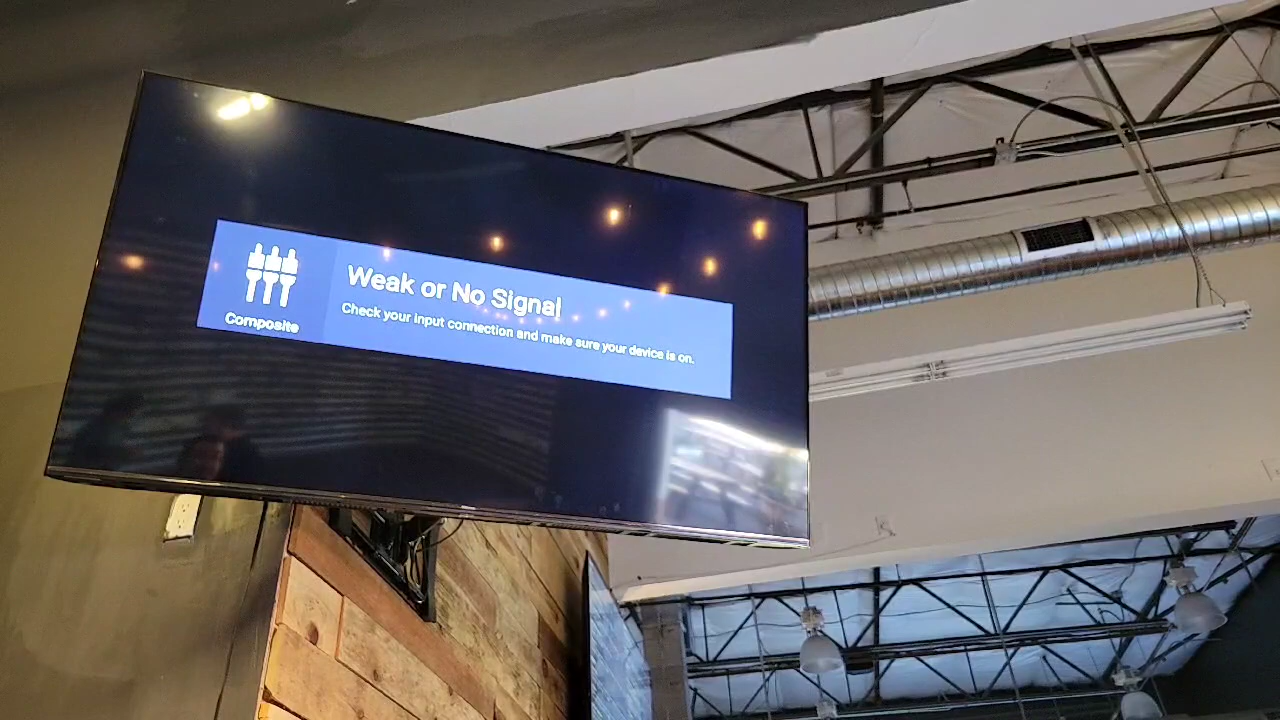 Weak or No Signal
Check your input connection and make sure your device is on.
Composite